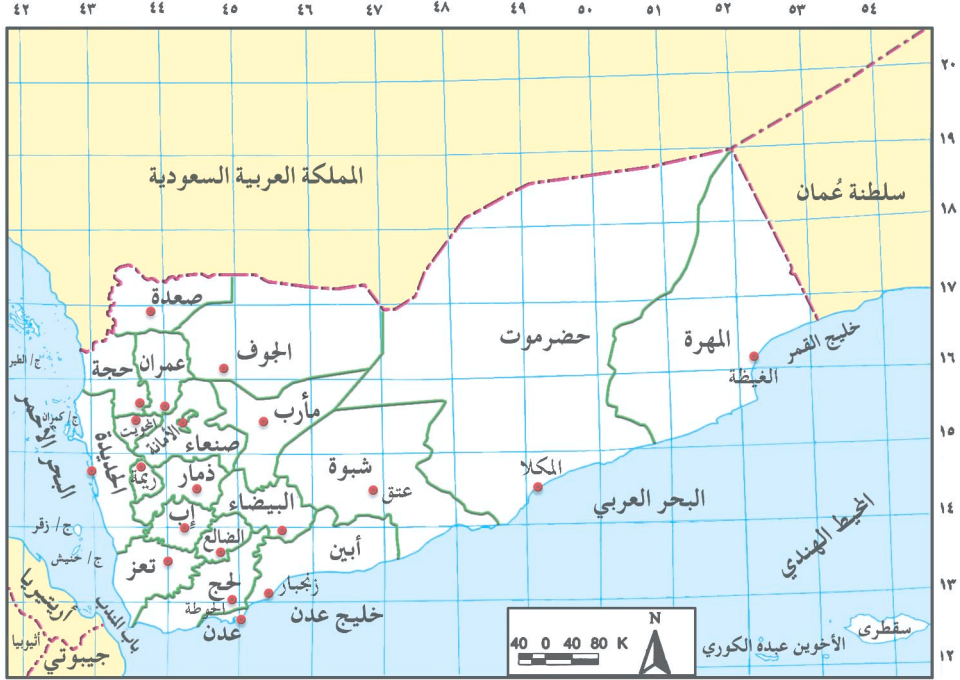 ٤٢ ٤٣ ٤٤ ٤٥ ٤٦ ٤٧ ٤٨ ٤٩ ٥٠ ٥١ ٥٢ ٥٣ ٥٤
٢٠
١٩
المملكة العربية السعودية
سلطنة عُمان
١٨
١٧
صعدة
خليج القمر
حضرموت
المهرة
الجوف
عمران
حجة
ج/ الطير
١٦
الغيظة
مأرب
ج/ كمران
المحويت
الأمانة
صنعاء
١٥
البحر الأحمر
الحديدة
ريمة
ذمار
شبوة
عتق
المكلا
البحر العربي
المحيط الهندي
البيضاء
١٤
إب
ج/ زقر
الضالع
أبين
ج/ حنيش
تعز
لحج
زنجبار
١٣
الحوطة
خليج عدن
عدن
باب المندب
أريتيريا
أثيوبيا
جيبوتي
N
40 0 40 80 K
سقطرى
الأخوين عبده الكوري
١٢